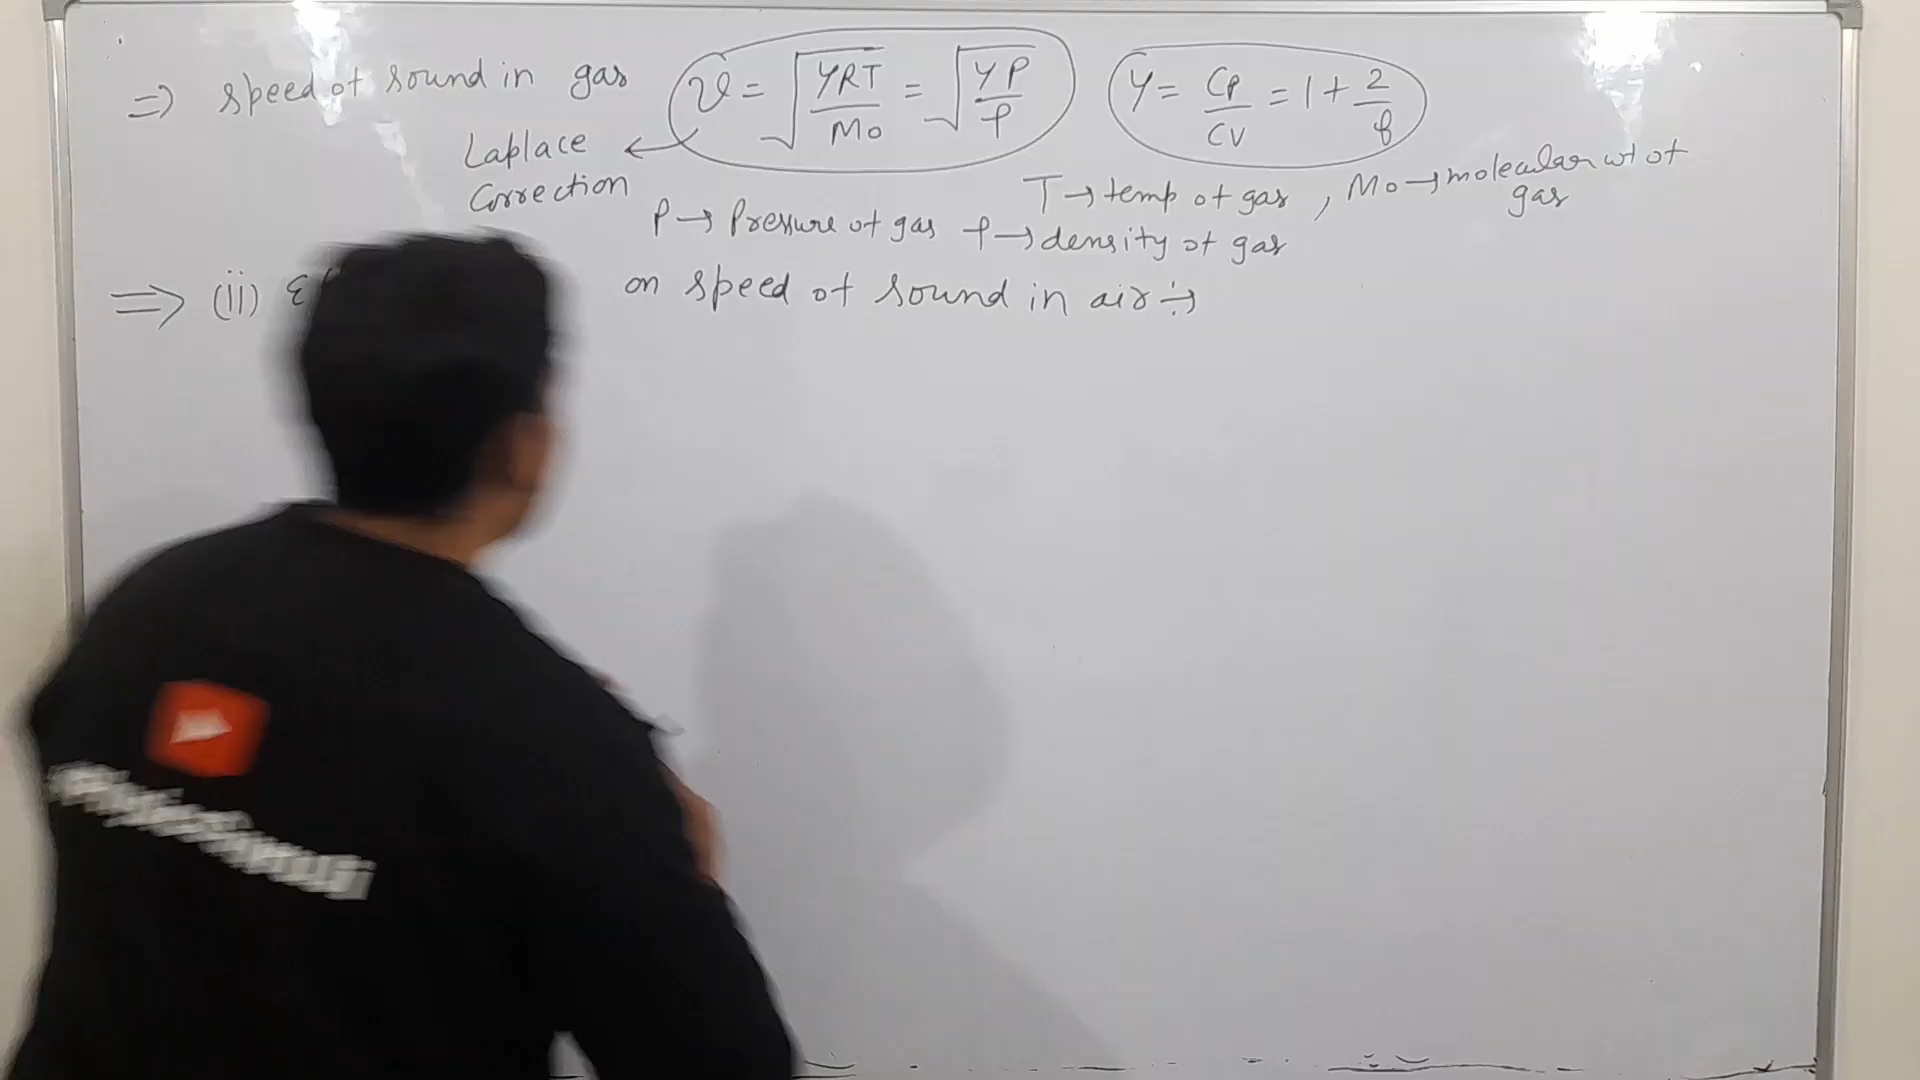 ⇒ speed of sound in gas v = √(γRT/M₀) = √(γP/ρ) γ = Cp/Cv = 1 + 2/f
Laplace ←
Correction
T → temp of gas , M₀ → molecular wt of gas
P → Pressure of gas ρ → density of gas
⇒ (ii) on speed of sound in air :→